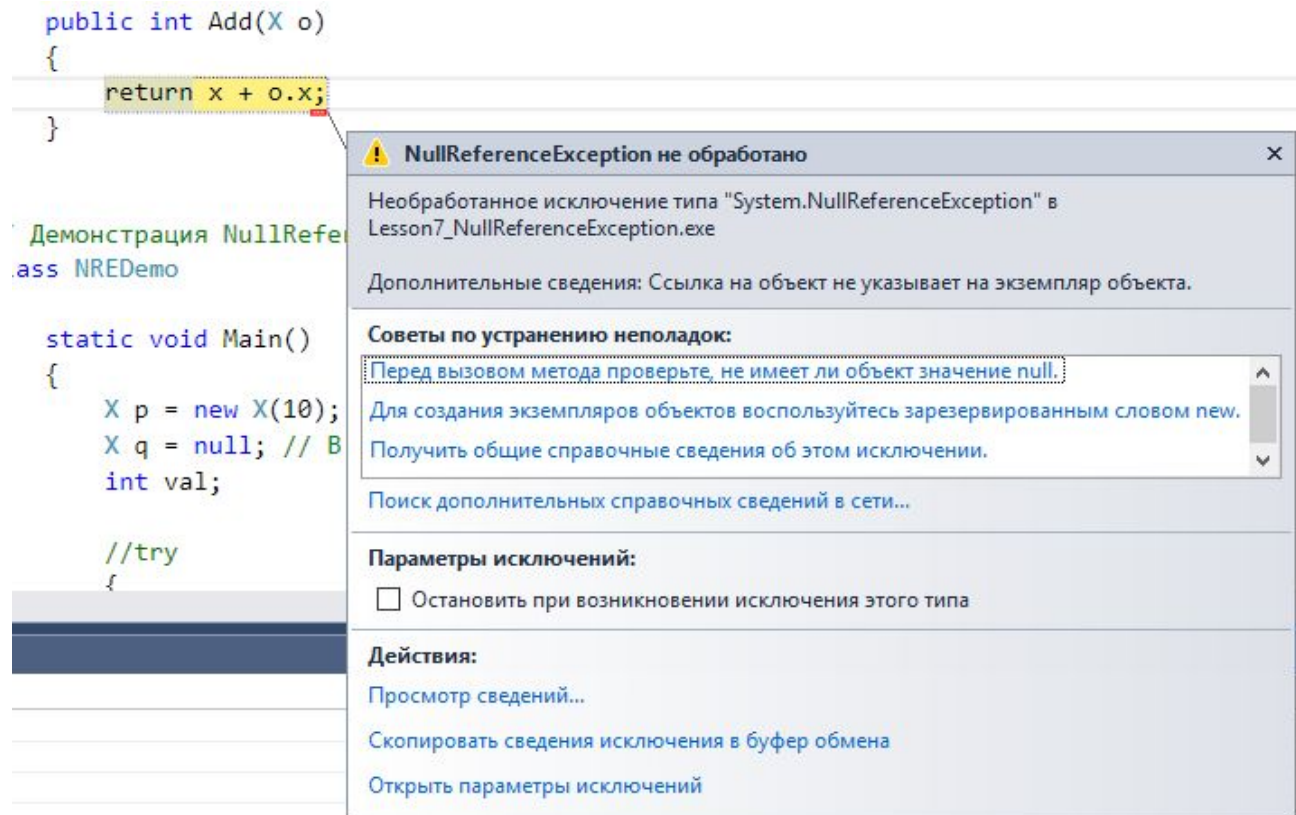 public int Add(X o)
{
return x + o.x;
}
NullReferenceException не обработано
Необработанное исключение типа "System.NullReferenceException" в
Lesson7_NullReferenceException.exe
Дополнительные сведения: Ссылка на объект не указывает на экземпляр объекта.
Советы по устранению неполадок:
Перед вызовом метода проверьте, не имеет ли объект значение null.
Для создания экземпляров объектов воспользуйтесь зарезервированным словом new.
Получить общие справочные сведения об этом исключении.
Поиск дополнительных справочных сведений в сети...
Параметры исключений:
Остановить при возникновении исключения этого типа
Действия:
Просмотр сведений...
Скопировать сведения исключения в буфер обмена
Открыть параметры исключений
Демонстрация NullRefe
ass NREDemo
static void Main()
{
X p = new X(10);
X q = null; // В
int val;
//try
{